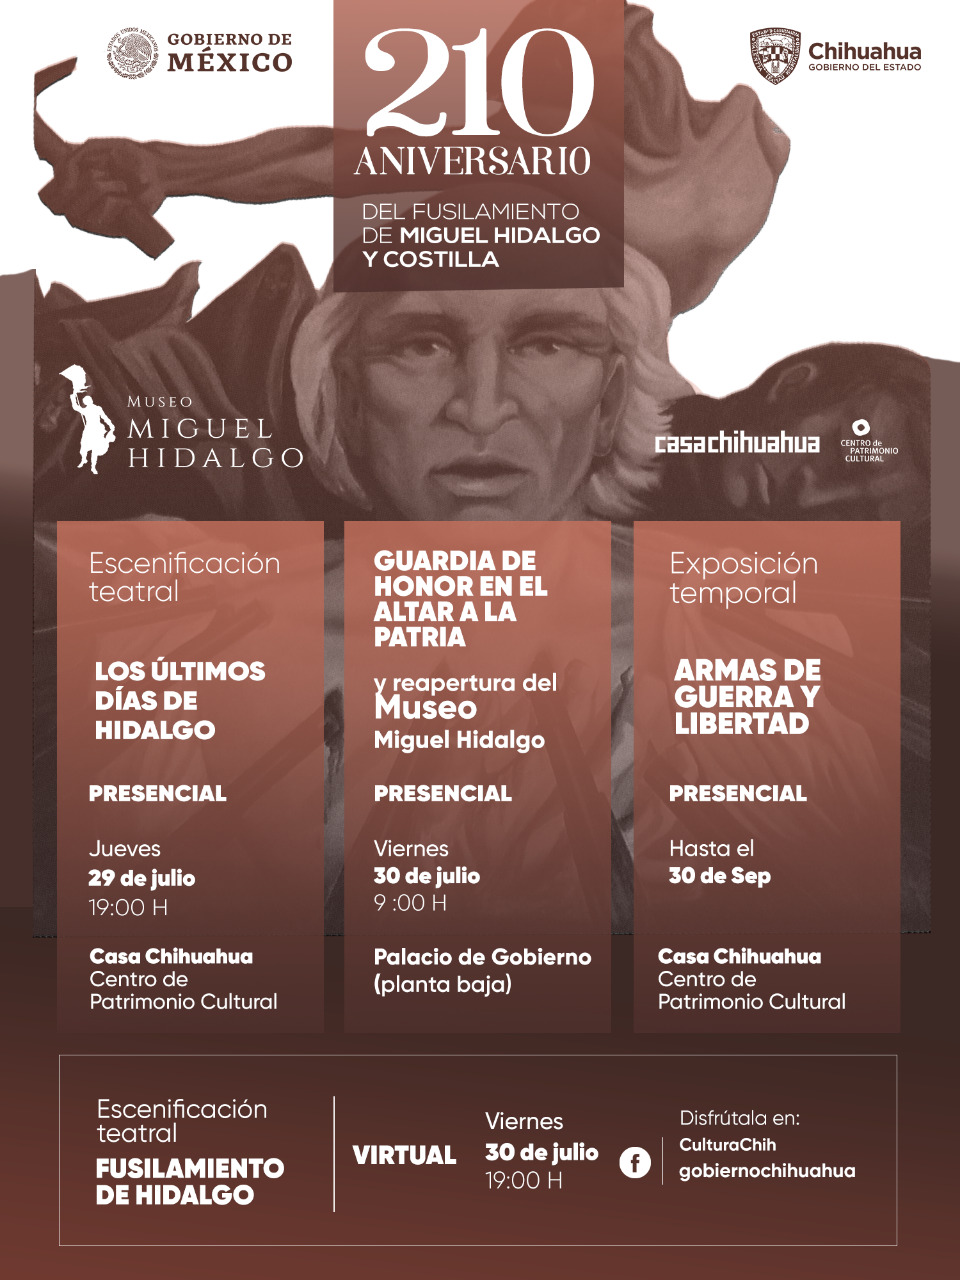 GOBIERNO DE
MÉXICO
210
ANIVERSARIO
DEL FUSILAMIENTO
DE MIGUEL HIDALGO
Y COSTILLA
Chihuahua
GOBIERNO DEL ESTADO
MUSEO
MIGUEL
HIDALGO
casachihuahua
CENTRO de
PATRIMONIO
CULTURAL
Escenificación
teatral
LOS ÚLTIMOS
DÍAS DE
HIDALGO
PRESENCIAL
Jueves
29 de julio
19:00 H
Casa Chihuahua
Centro de
Patrimonio Cultural
GUARDIA DE
HONOR EN EL
ALTAR A LA
PATRIA
y reapertura del
Museo
Miguel Hidalgo
PRESENCIAL
Viernes
30 de julio
9 :00 H
Palacio de Gobierno
(planta baja)
Exposición
temporal
ARMAS DE
GUERRA Y
LIBERTAD
PRESENCIAL
Hasta el
30 de Sep
Casa Chihuahua
Centro de
Patrimonio Cultural
Escenificación
teatral
FUSILAMIENTO
DE HIDALGO
VIRTUAL
Viernes
30 de julio
19:00 H
Disfrútala en:
CulturaChih
gobiernochihuahua